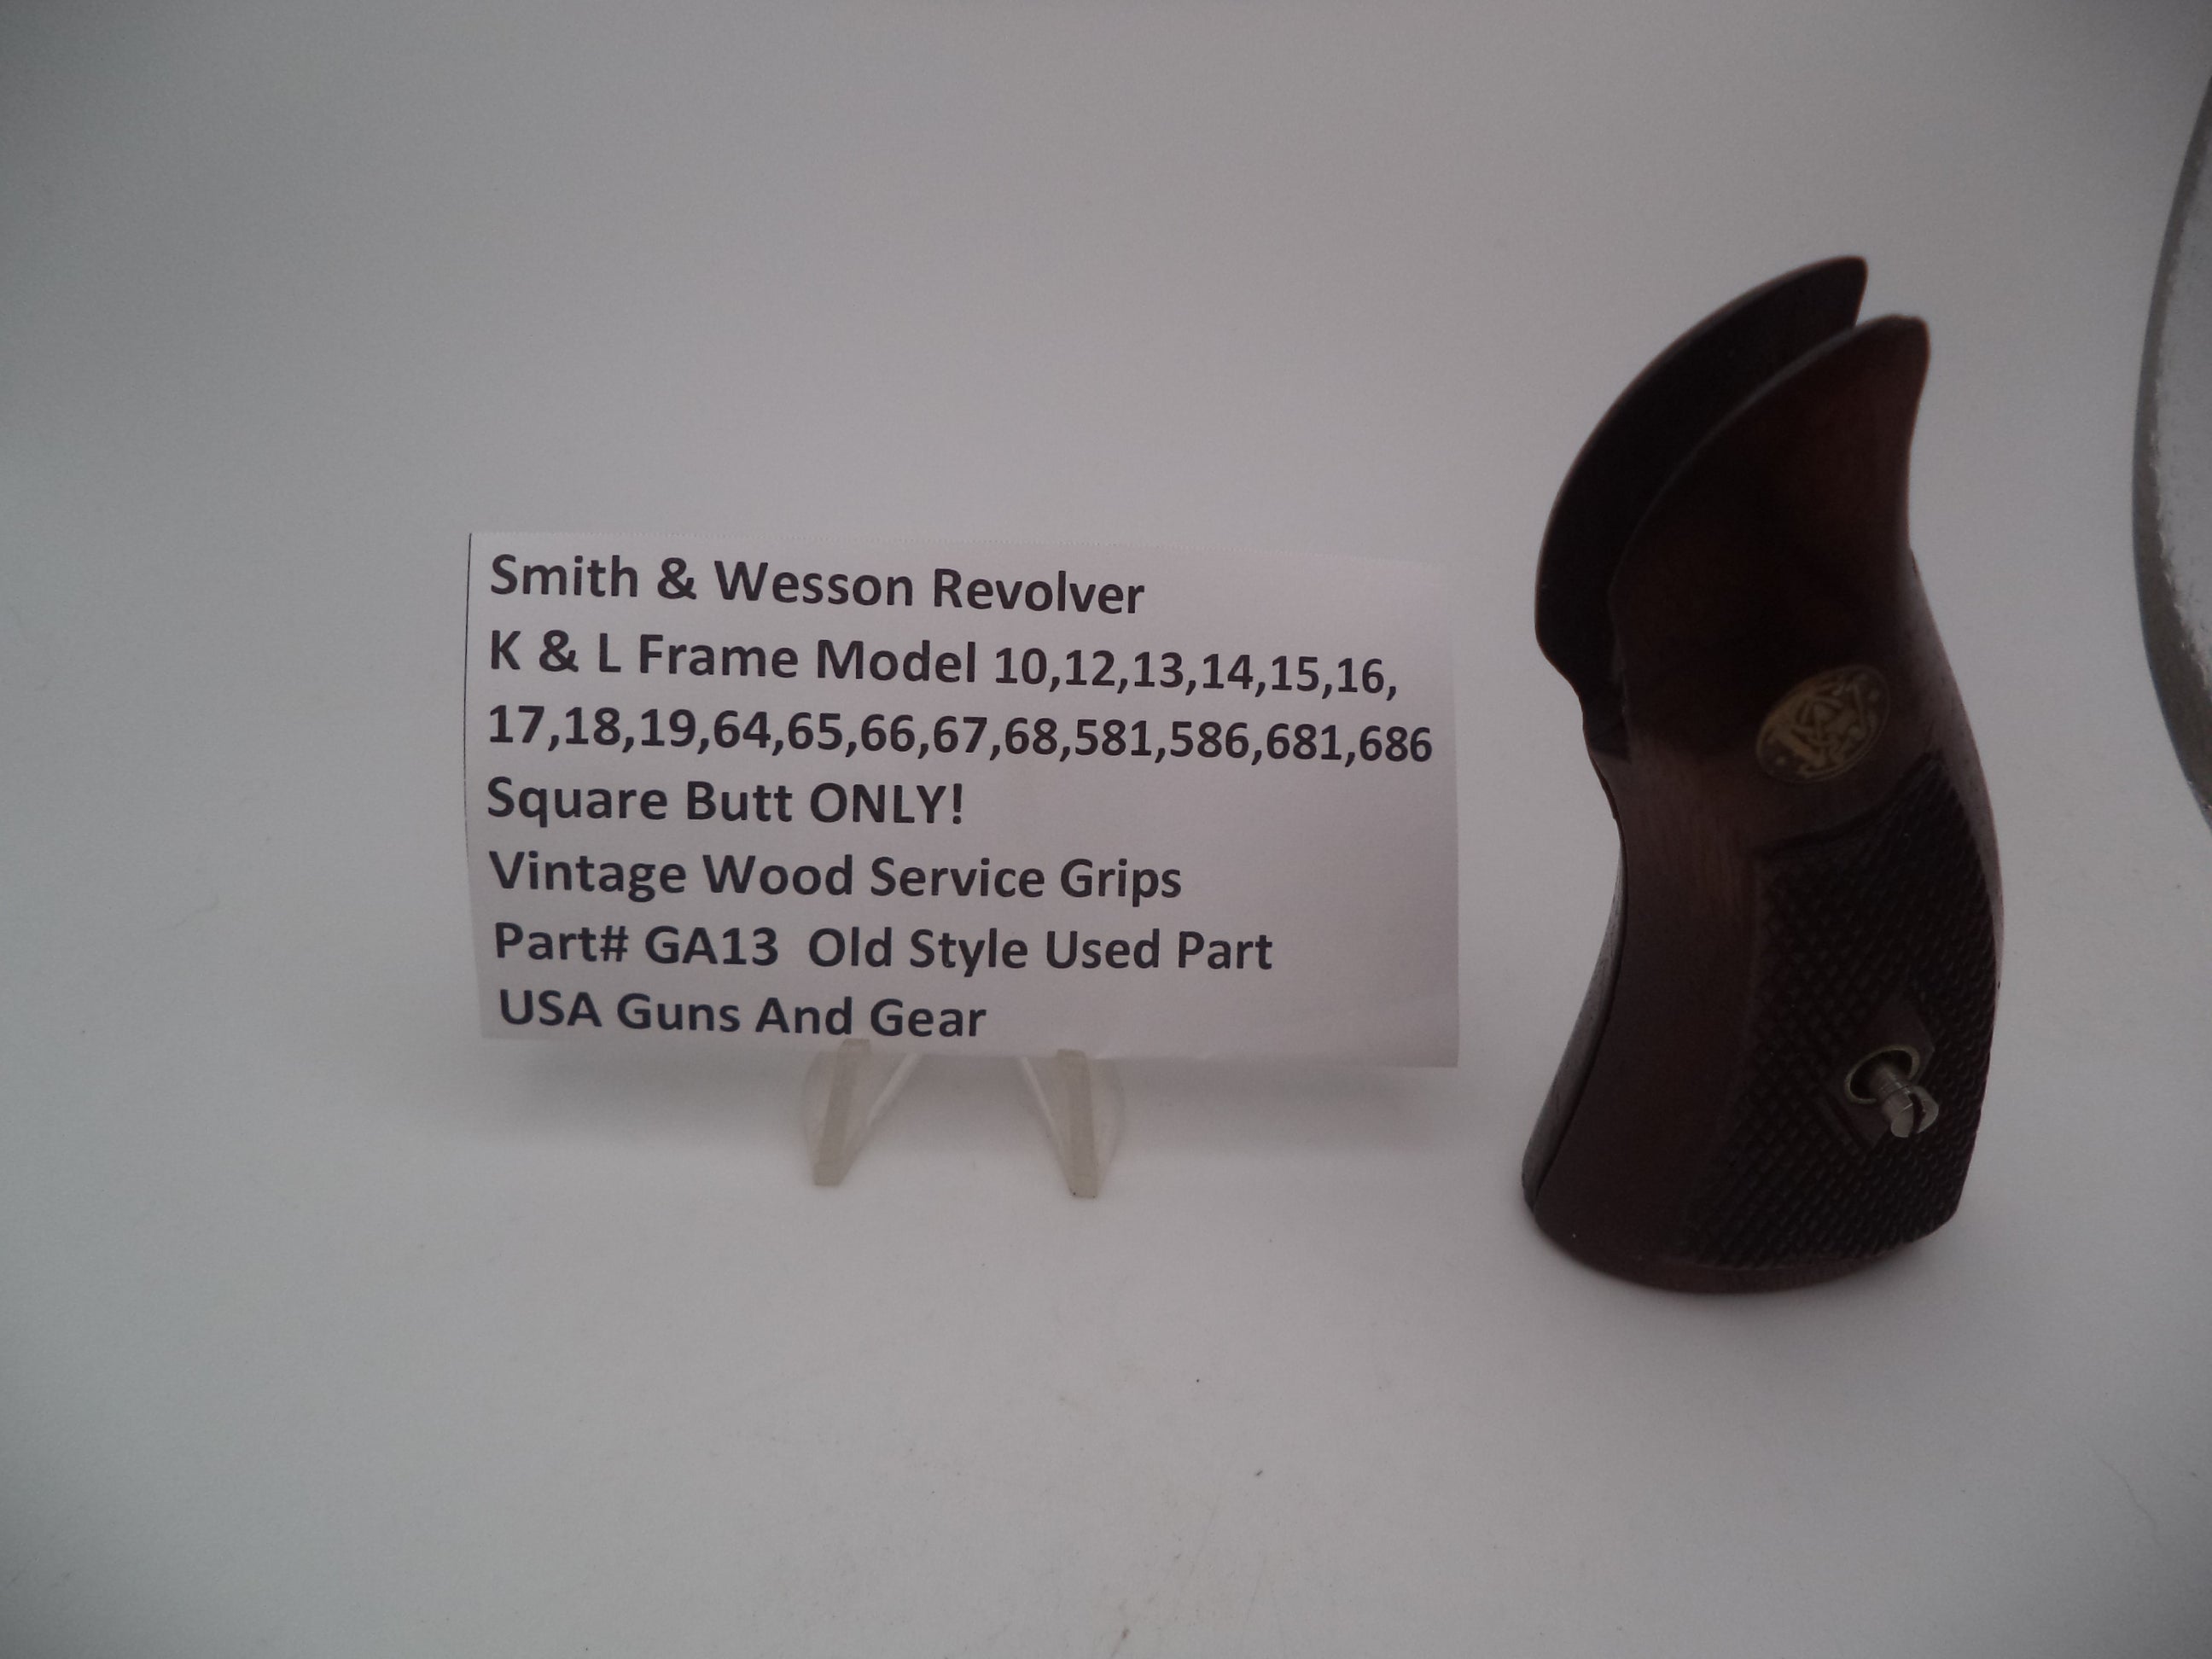 Smith & Wesson Revolver
K & L Frame Model 10,12,13,14,15,16,
17,18,19,64,65,66,67,68,581,586,681,686
Square Butt ONLY!
Vintage Wood Service Grips
Part# GA13  Old Style Used Part
USA Guns And Gear